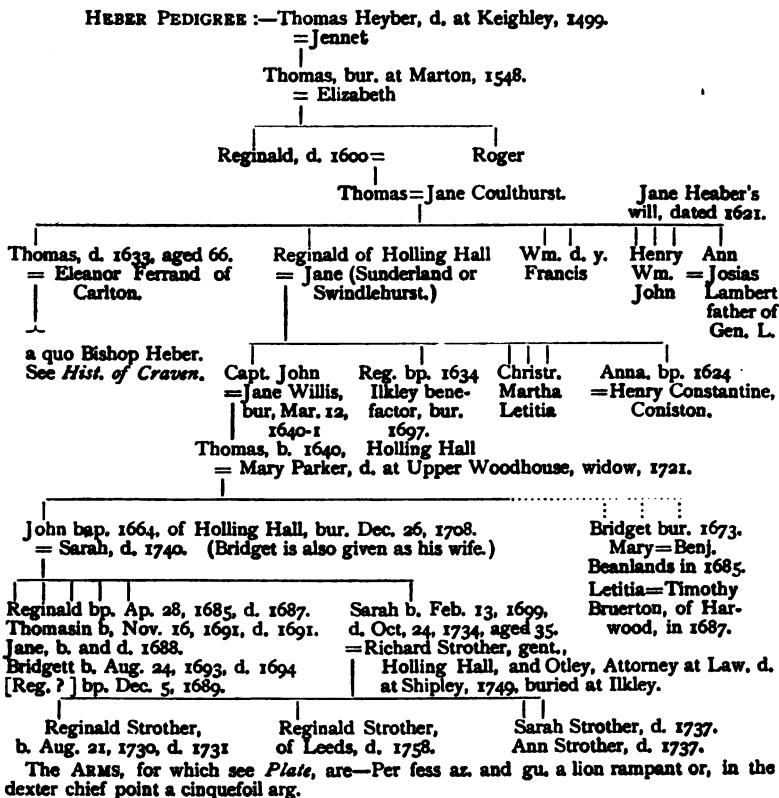 HEBER PEDIGREE :—Thomas Heyber, d. at Keighley, 1499.
=Jennet
Thomas, bur. at Marton, 1548.
= Elizabeth
Reginald, d. 1600= Roger
Thomas=Jane Coulthurst. Jane Heaber's
will, dated 1621.
Thomas, d. 1633, aged 66. Reginald of Holling Hall Wm. d. y. Henry Ann
= Eleanor Ferrand of = Jane (Sunderland or Francis Wm. = Josias
Carlton. Swindlehurst.) John Lambert
father of
Gen. L.
a quo Bishop Heber.
See Hist. of Craven. Capt. John Reg. bp. 1634 Christr. Anna, bp. 1624
=Jane Willis, Ilkley bene- Martha =Henry Constantine,
bur, Mar. 12, factor, bur. Letitia Coniston.
1640-1 1697.
Thomas, b. 1640, Holling Hall
= Mary Parker, d. at Upper Woodhouse, widow, 1721.
John bap. 1664, of Holling Hall, bur. Dec. 26, 1708. Bridget bur. 1673.
= Sarah, d. 1740. (Bridget is also given as his wife.) Mary=Benj.
Beanlands in 1685.
Letitia=Timothy
Bruerton, of Har-
wood, in 1687.
Reginald bp. Ap. 28, 1685, d. 1687. Sarah b. Feb. 13, 1699,
Thomasin b, Nov. 16, 1691, d. 1691. d. Oct, 24, 1734, aged 35.
Jane, b. and d. 1688. =Richard Strother, gent.,
Bridgett b, Aug. 24, 1693, d. 1694 Holling Hall, and Otley, Attorney at Law. d.
[Reg. ?] bp. Dec. 5, 1689. at Shipley, 1749, buried at Ilkley.
Reginald Strother, Reginald Strother, Sarah Strother, d. 1737.
b. Aug. 21, 1730, d. 1731 of Leeds, d. 1758. Ann Strother, d. 1737.
The ARMS, for which see Plate, are—Per fess az. and gu. a lion rampant or, in the
dexter chief point a cinquefoil arg.